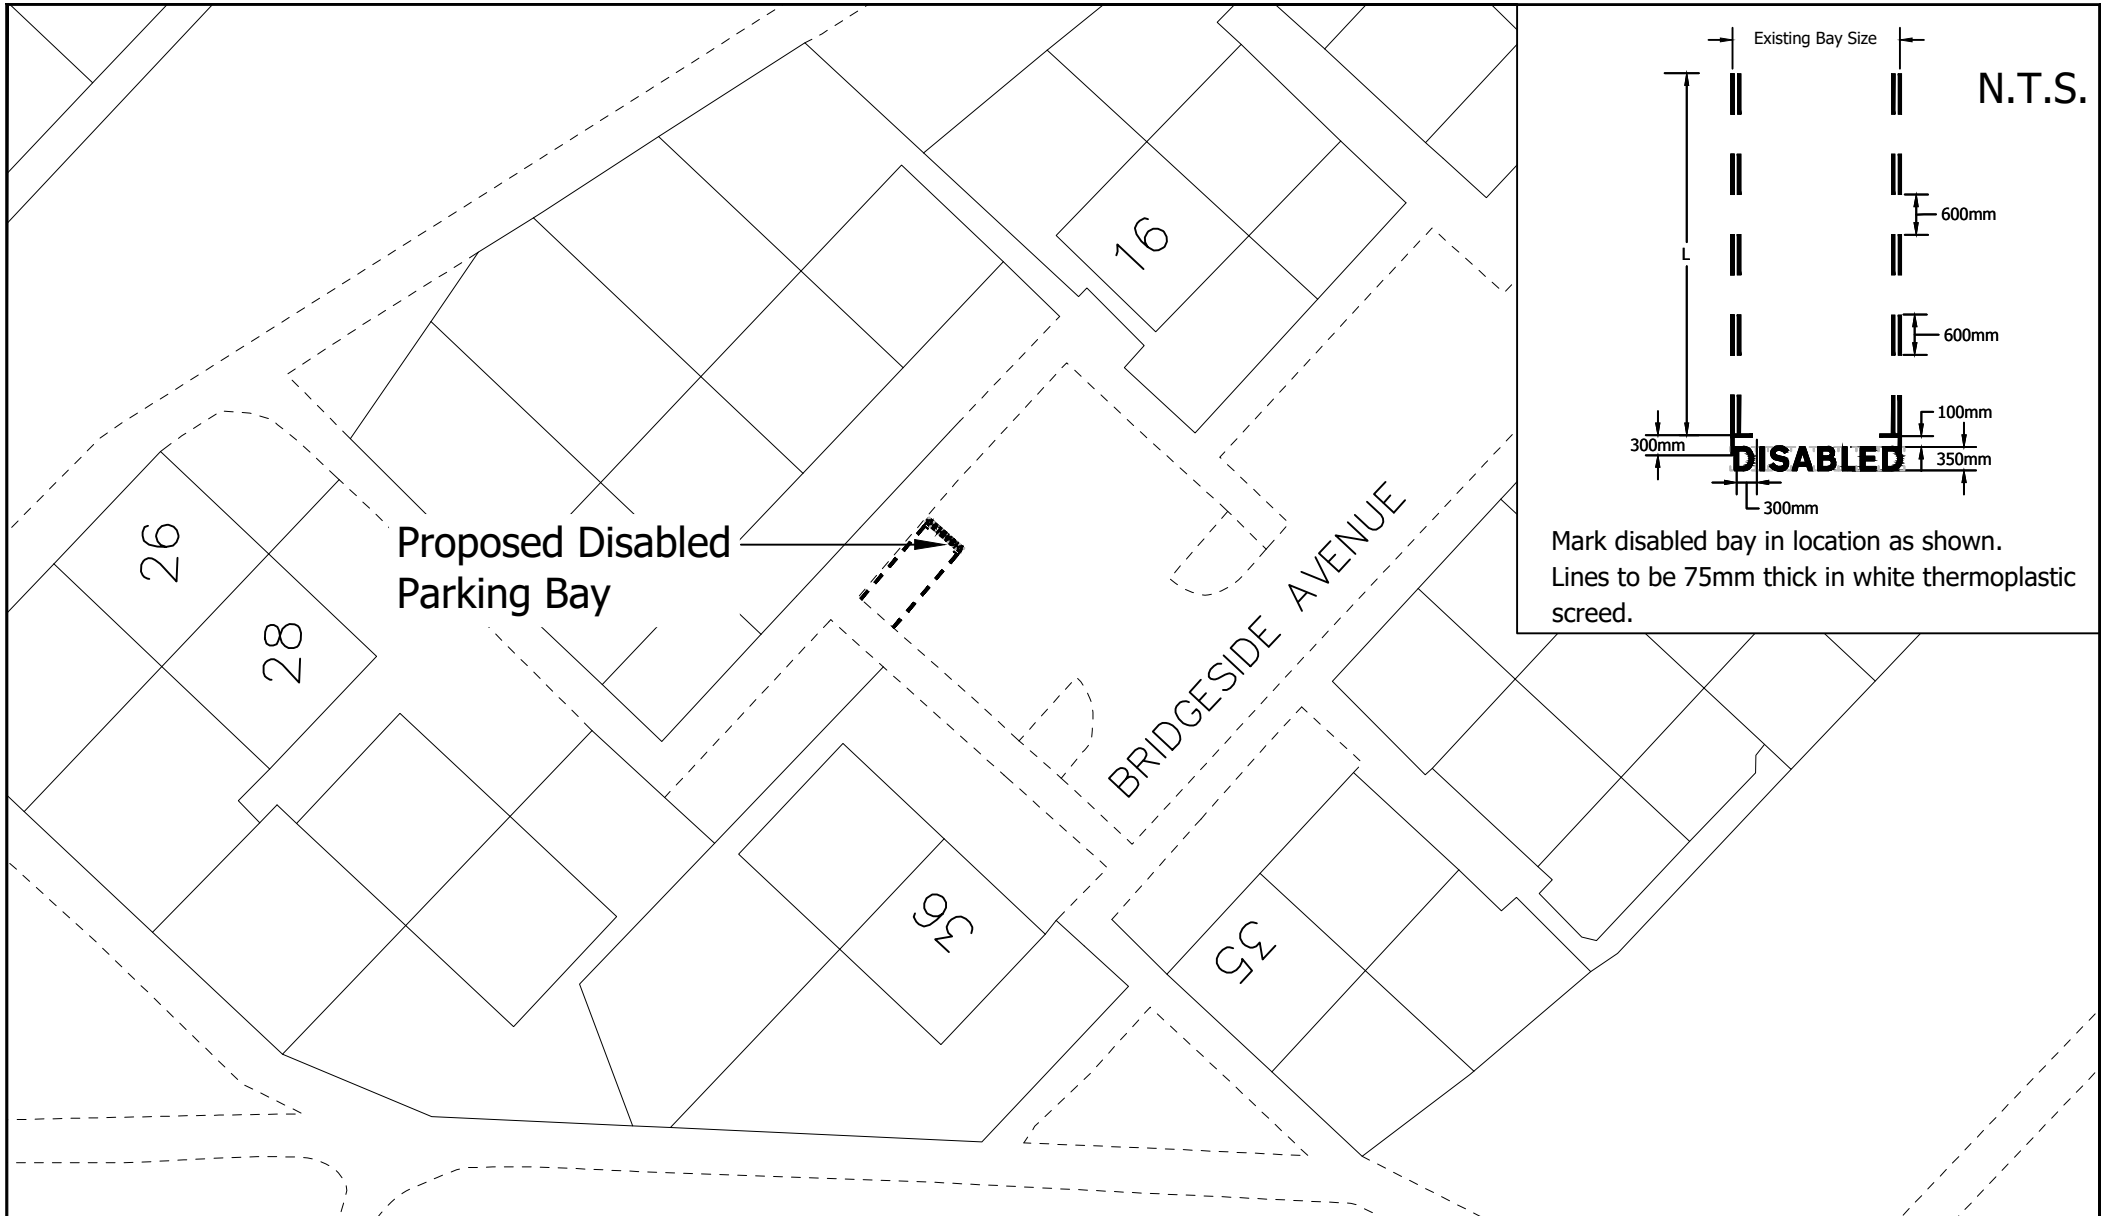 Existing Bay Size
N.T.S.
600mm
L
600mm
100mm
300mm
DISABLED
350mm
300mm
Mark disabled bay in location as shown.
Lines to be 75mm thick in white thermoplastic
screed.
16
26
28
Proposed Disabled
Parking Bay
BRIDGESIDE AVENUE
36
35